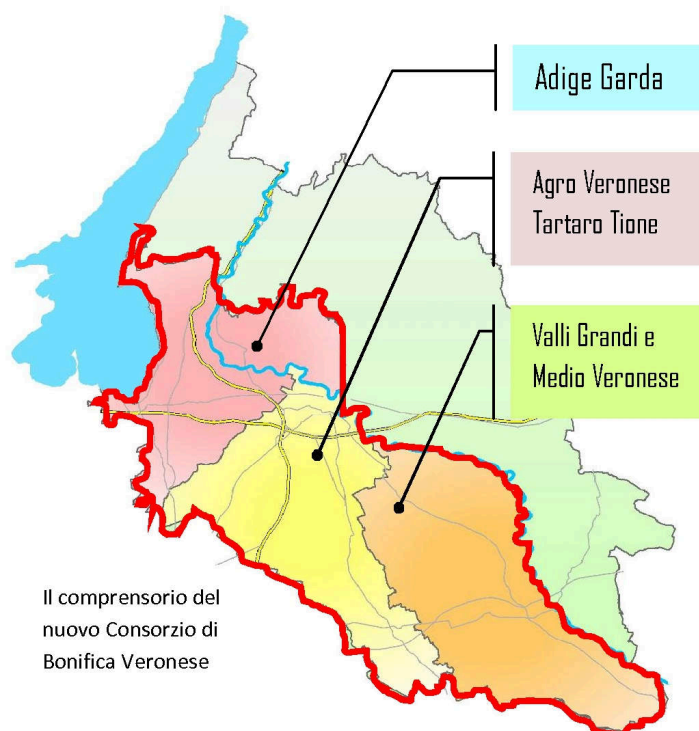 Adige Garda
Agro Veronese
Tartaro Tione
Valli Grandi e
Medio Veronese
Il comprensorio del
nuovo Consorzio di
Bonifica Veronese